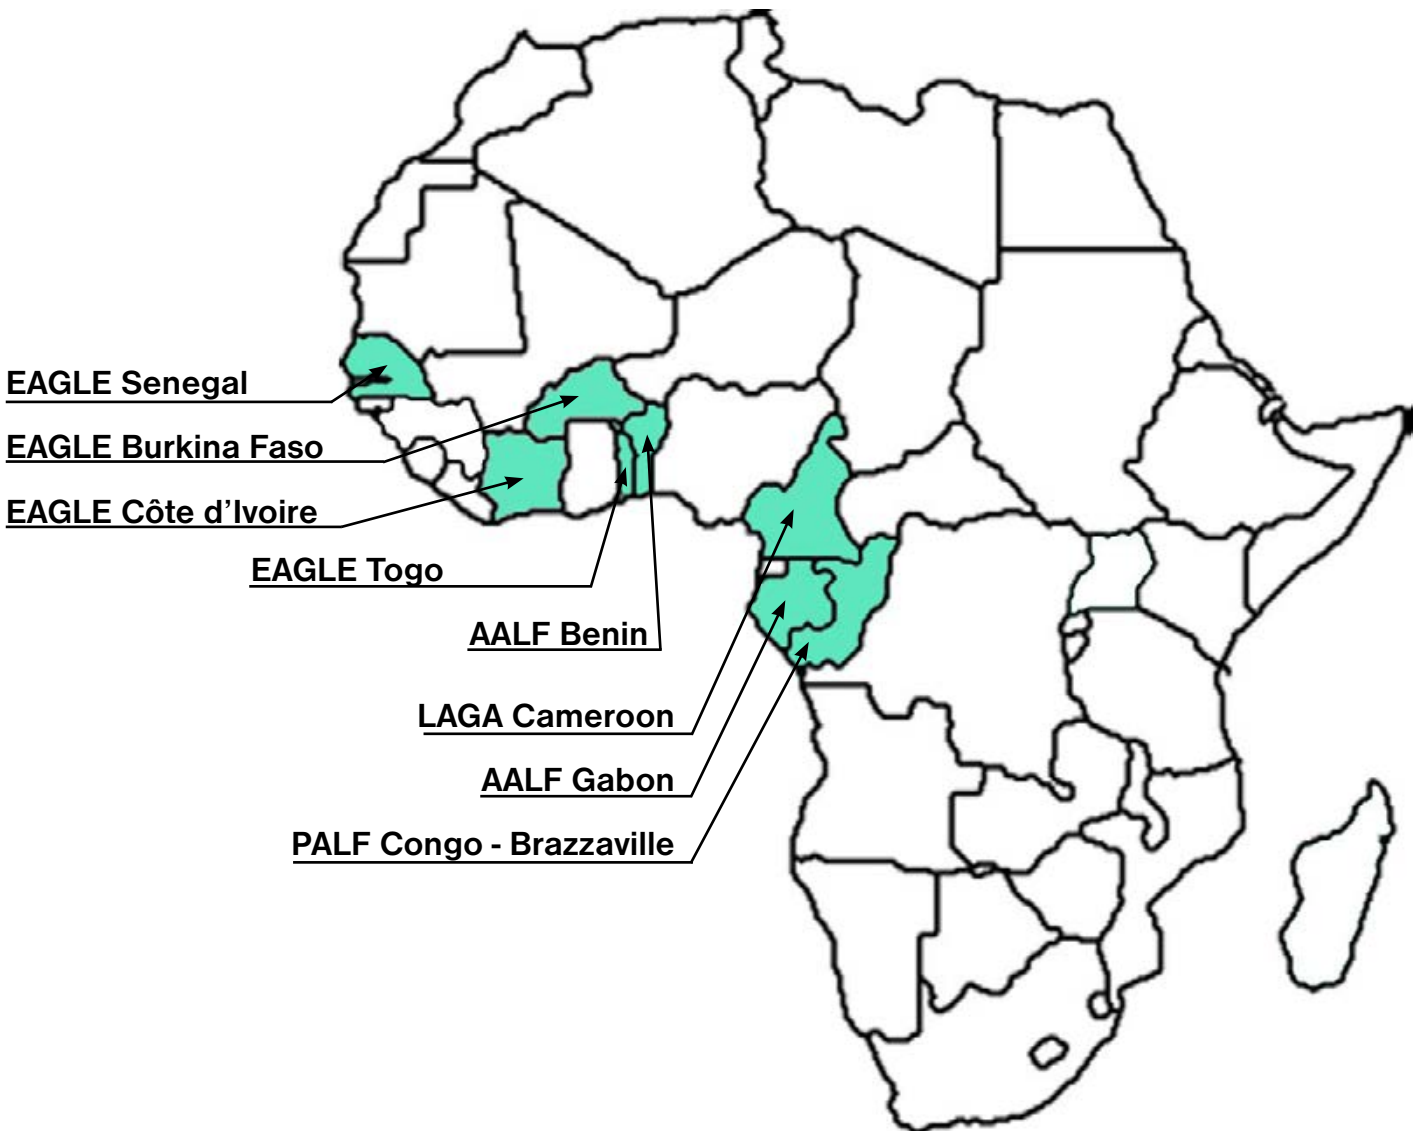 EAGLE Senegal
EAGLE Burkina Faso
EAGLE Côte d’Ivoire
EAGLE Togo
AALF Benin
LAGA Cameroon
AALF Gabon
PALF Congo - Brazzaville